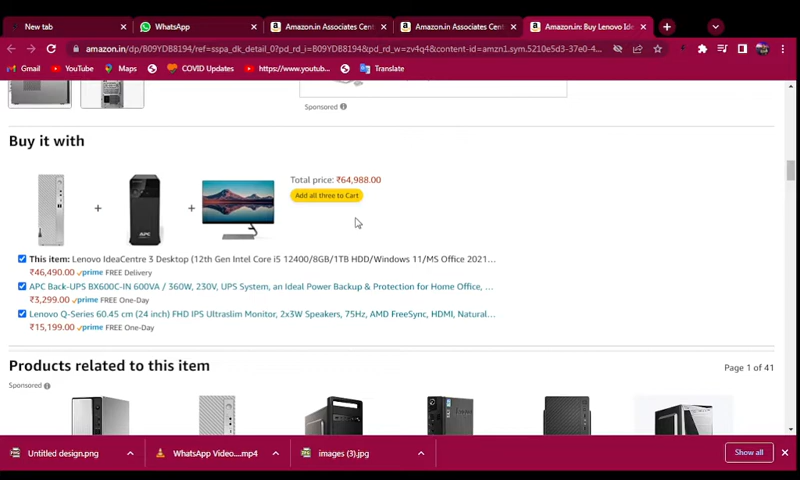 New tab
WhatsApp
Amazon.in Associates Cent
Amazon.in Associates Cent
Amazon.in: Buy Lenovo Ide
amazon.in/dp/B09YDB8194/ref=sspa_dk_detail_0?pd_rd_i=B09YDB8194&pd_rd_w=zv4q4&content-id=amzn1.sym.5210e5d3-37e0-4...
Gmail
YouTube
Maps
COVID Updates
https://www.youtub...
Translate
Sponsored
Buy it with
Total price: ₹64,988.00
Add all three to Cart
+
+
APC
This item: Lenovo IdeaCentre 3 Desktop (12th Gen Intel Core i5 12400/8GB/1TB HDD/Windows 11/MS Office 2021...
₹46,490.00 prime FREE Delivery
APC Back-UPS BX600C-IN 600VA / 360W, 230V, UPS System, an Ideal Power Backup & Protection for Home Office, ...
₹3,299.00 prime FREE One-Day
Lenovo Q-Series 60.45 cm (24 inch) FHD IPS Ultraslim Monitor, 2x3W Speakers, 75Hz, AMD FreeSync, HDMI, Natural...
₹15,199.00 prime FREE One-Day
Products related to this item
Page 1 of 41
Sponsored
Untitled design.png
WhatsApp Video....mp4
images (3).jpg
Show all